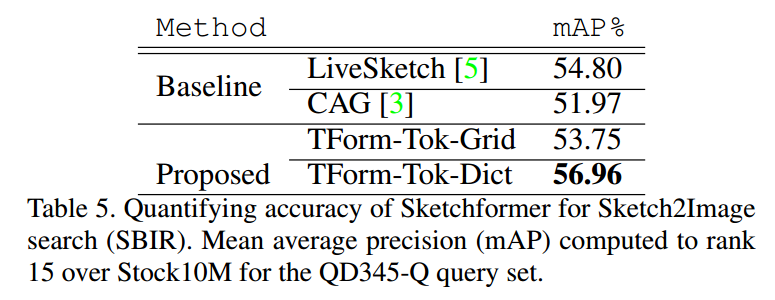 Method mAP%
LiveSketch [5] 54.80
Baseline
CAG [3] 51.97
TForm-Tok-Grid 53.75
Proposed TForm-Tok-Dict 56.96
Table 5. Quantifying accuracy of Sketchformer for Sketch2Image
search (SBIR). Mean average precision (mAP) computed to rank
15 over Stock10M for the QD345-Q query set.